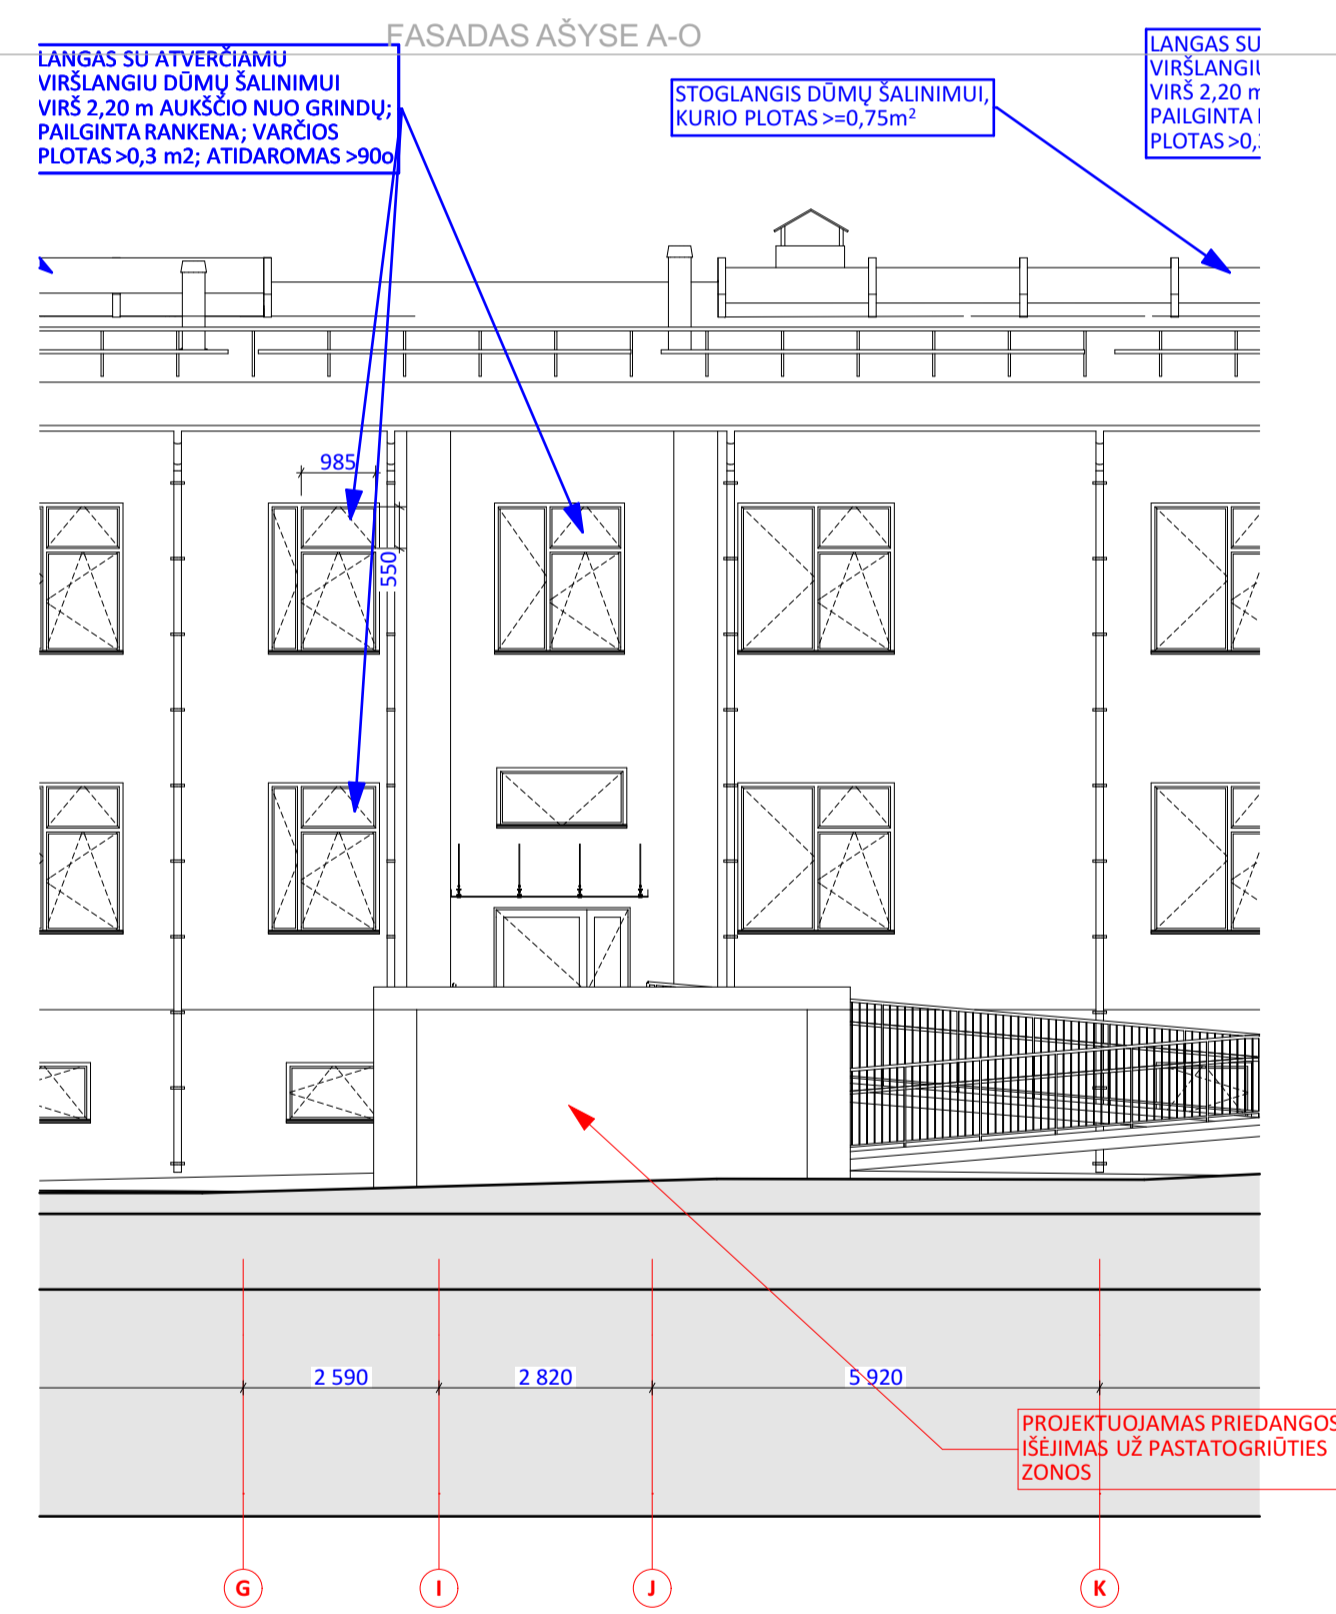 FASADAS AŠYSE A-O
LANGAS SU ATVERČIAMU
VIRŠLANGIU DŪMŲ ŠALINIMUI
VIRŠ 2,20 m AUKŠČIO NUO GRINDŲ;
PAILGINTA RANKENA; VARČIOS
PLOTAS >0,3 m2; ATIDAROMAS >90o
STOGLANGIS DŪMŲ ŠALINIMUI,
KURIO PLOTAS >=0,75m²
LANGAS SU
VIRŠLANGIU
VIRŠ 2,20 m
PAILGINTA
PLOTAS >0,
985
550
2 590
2 820
5 920
PROJEKTUOJAMAS PRIEDANGOS
IŠĖJIMAS UŽ PASTATOGRIŪTIES
ZONOS
G
I
J
K